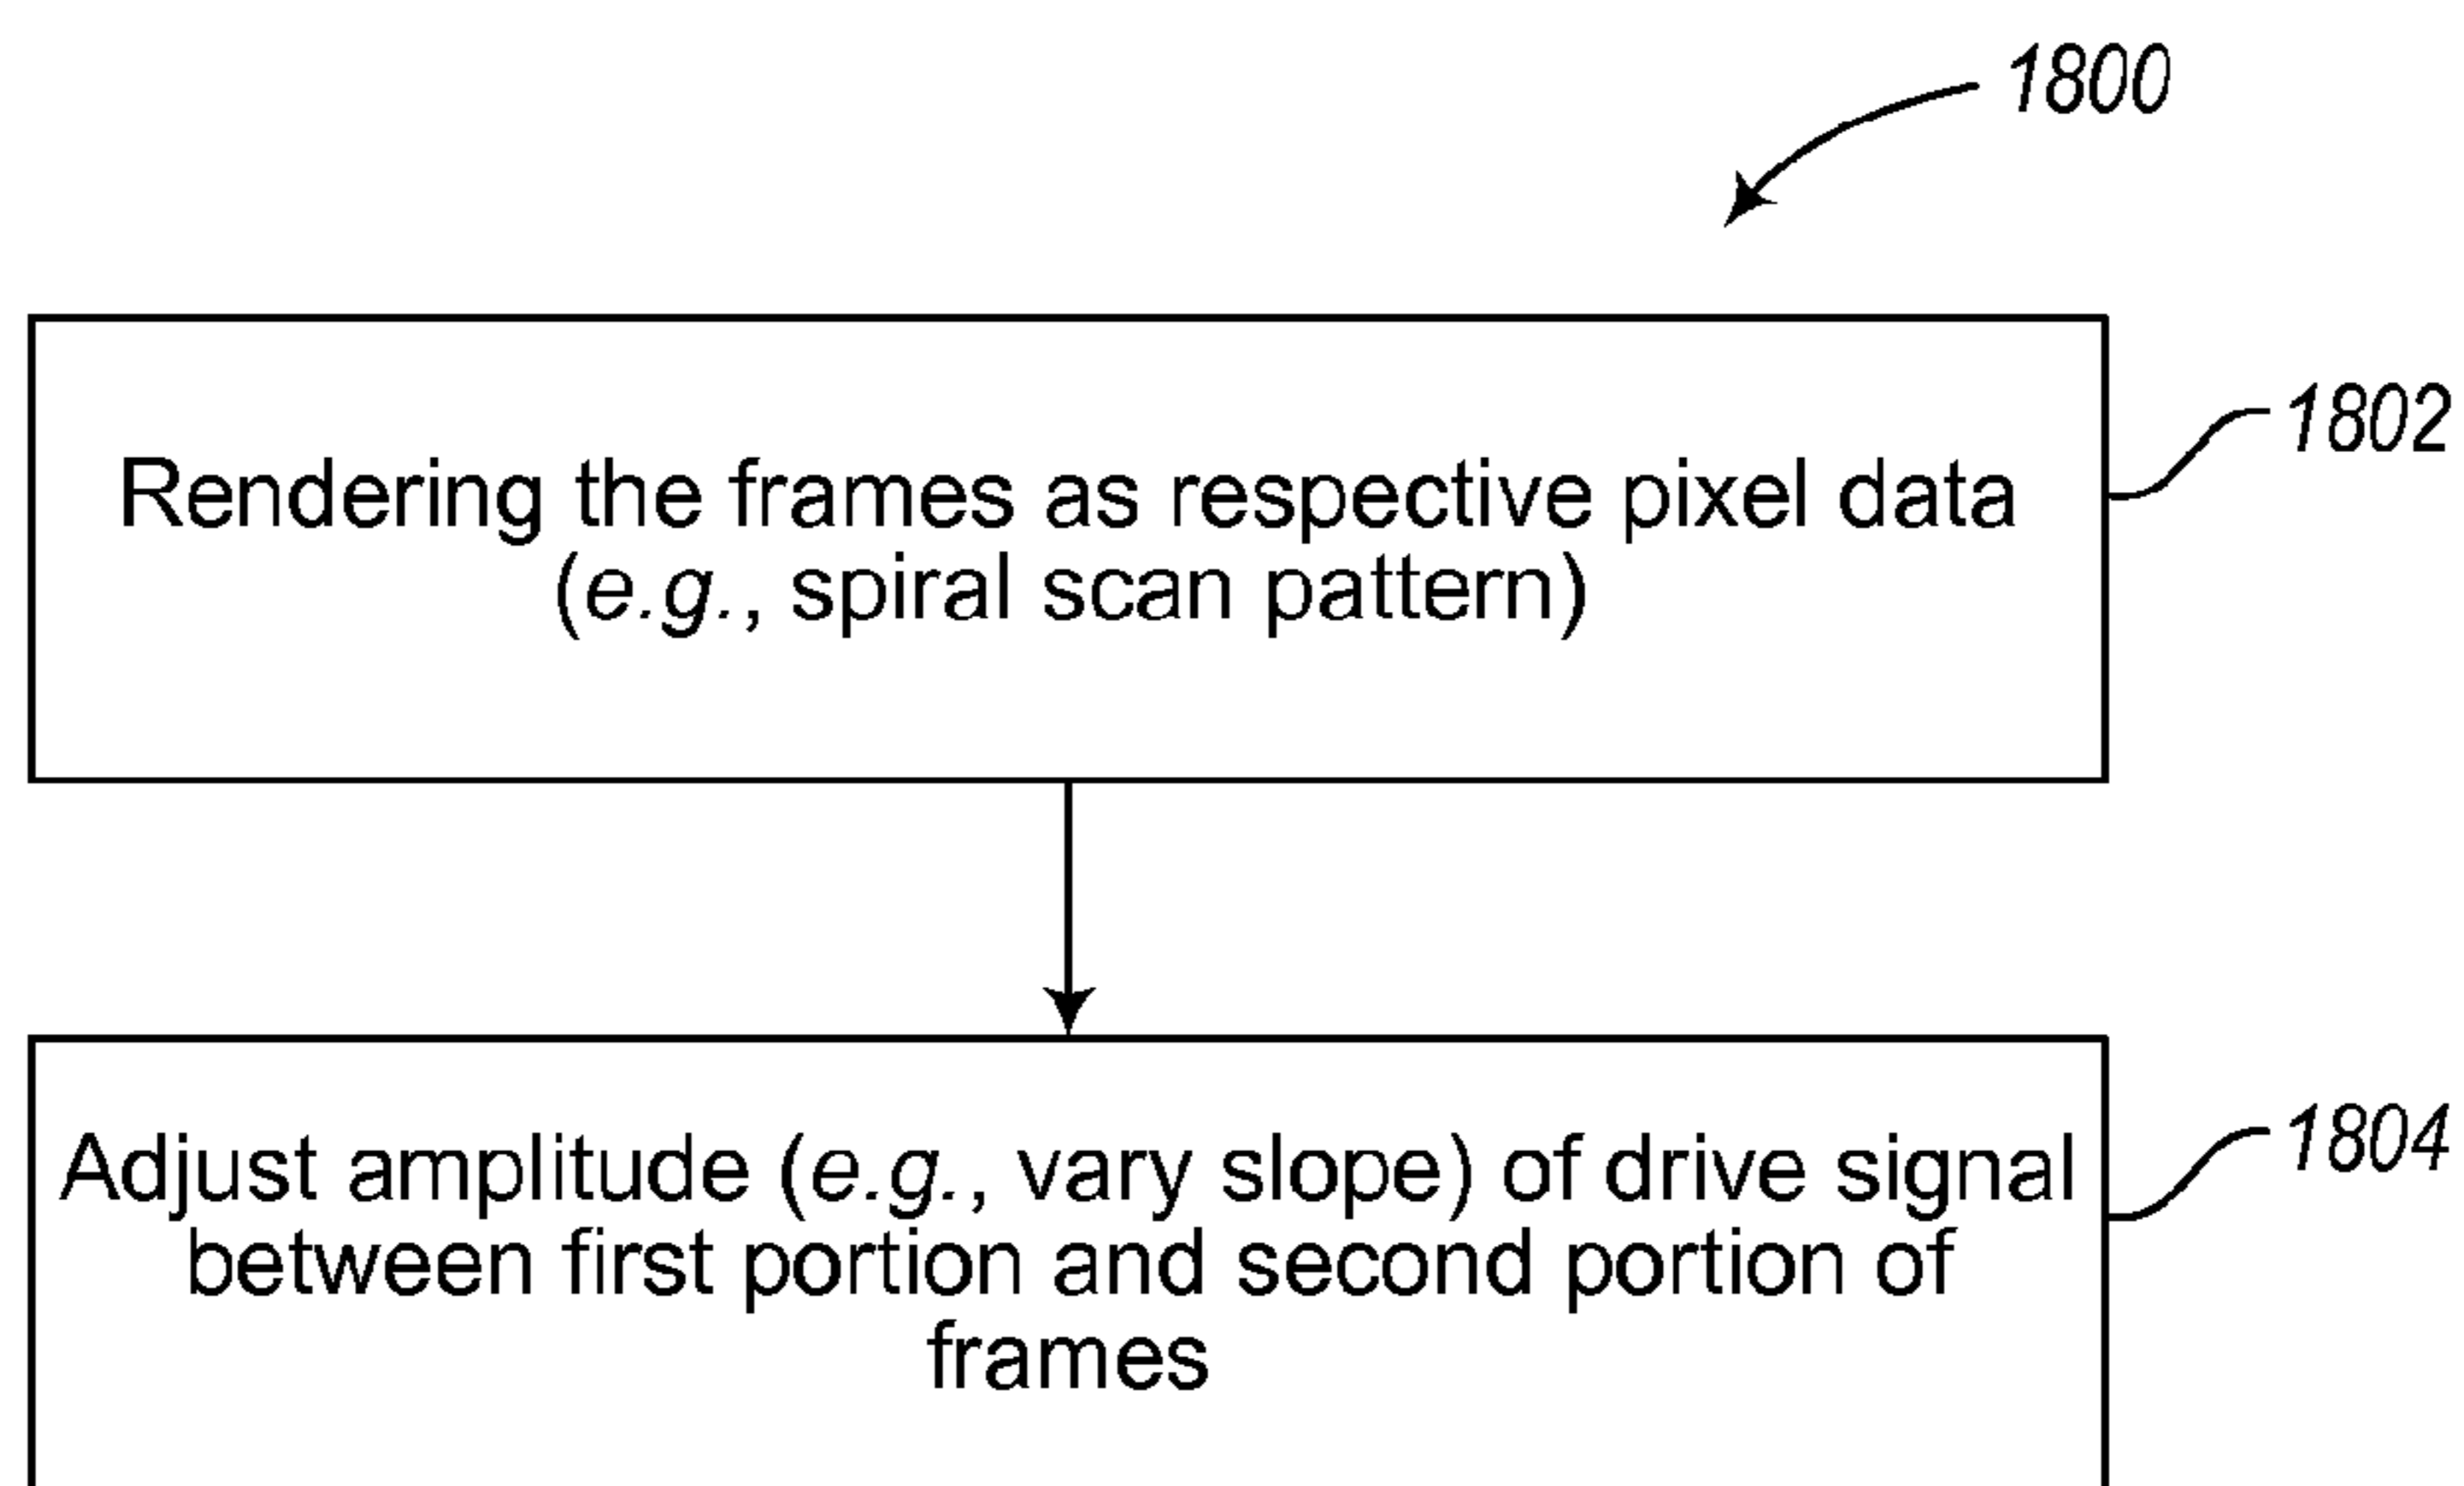 1800
1802
Rendering the frames as respective pixel data
(e.g., spiral scan pattern)
1804
Adjust amplitude (e.g., vary slope) of drive signal
between first portion and second portion of
frames